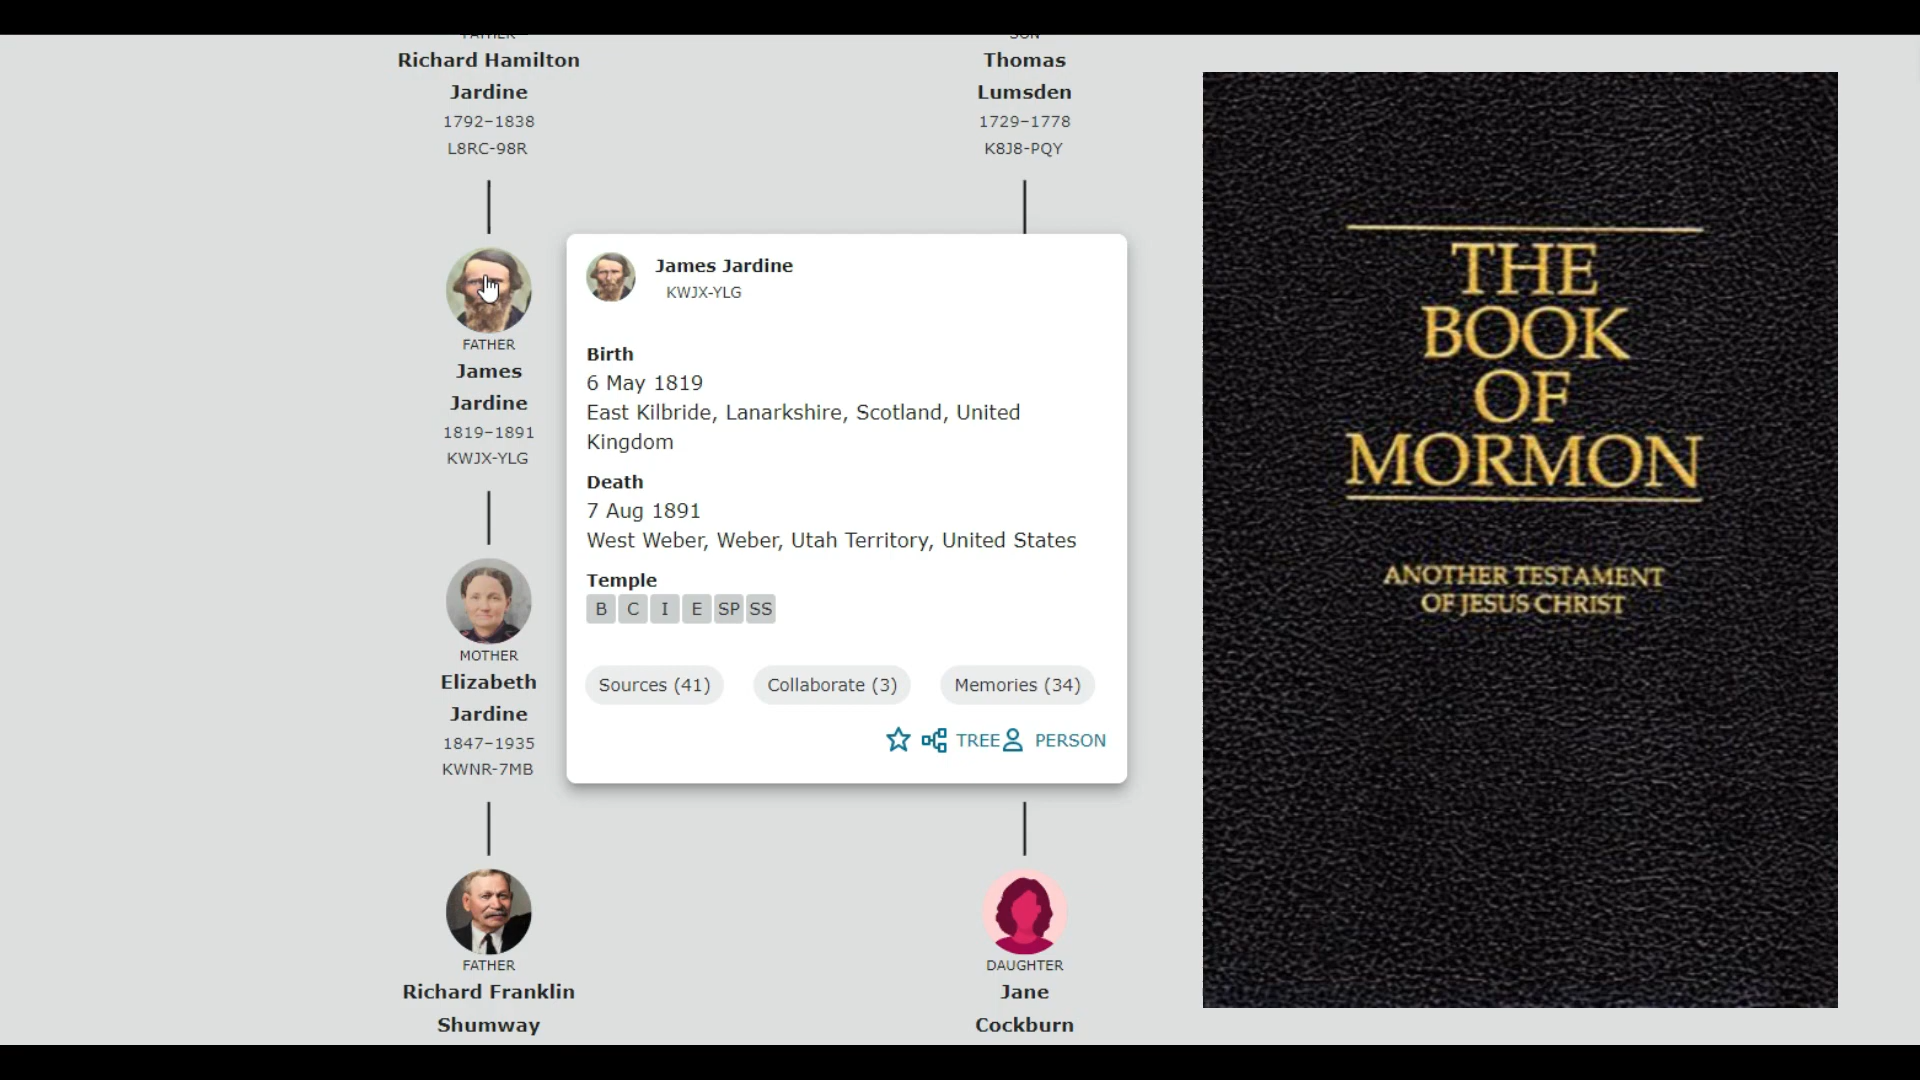 FATHER
Richard Hamilton
Jardine
1792–1838
L8RC-98R
FATHER
James
Jardine
1819–1891
KWJX-YLG
MOTHER
Elizabeth
Jardine
1847–1935
KWNR-7MB
FATHER
Richard Franklin
Shumway
SON
Thomas
Lumsden
1729–1778
K8J8-PQY
James Jardine
KWJX-YLG
Birth
6 May 1819
East Kilbride, Lanarkshire, Scotland, United
Kingdom
Death
7 Aug 1891
West Weber, Weber, Utah Territory, United States
Temple
B C I E SP SS
Sources (41) Collaborate (3) Memories (34)
TREE PERSON
DAUGHTER
Jane
Cockburn
THE
BOOK
OF
MORMON
ANOTHER TESTAMENT
OF JESUS CHRIST